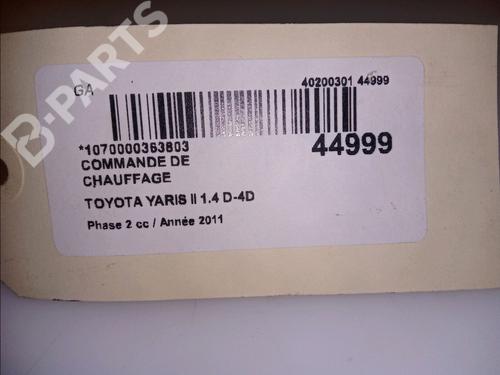 B-PARTS
GA
40200301 44999
*1070000363803
44999
COMMANDE DE
CHAUFFAGE
TOYOTA YARIS II 1.4 D-4D
Phase 2 cc / Année 2011